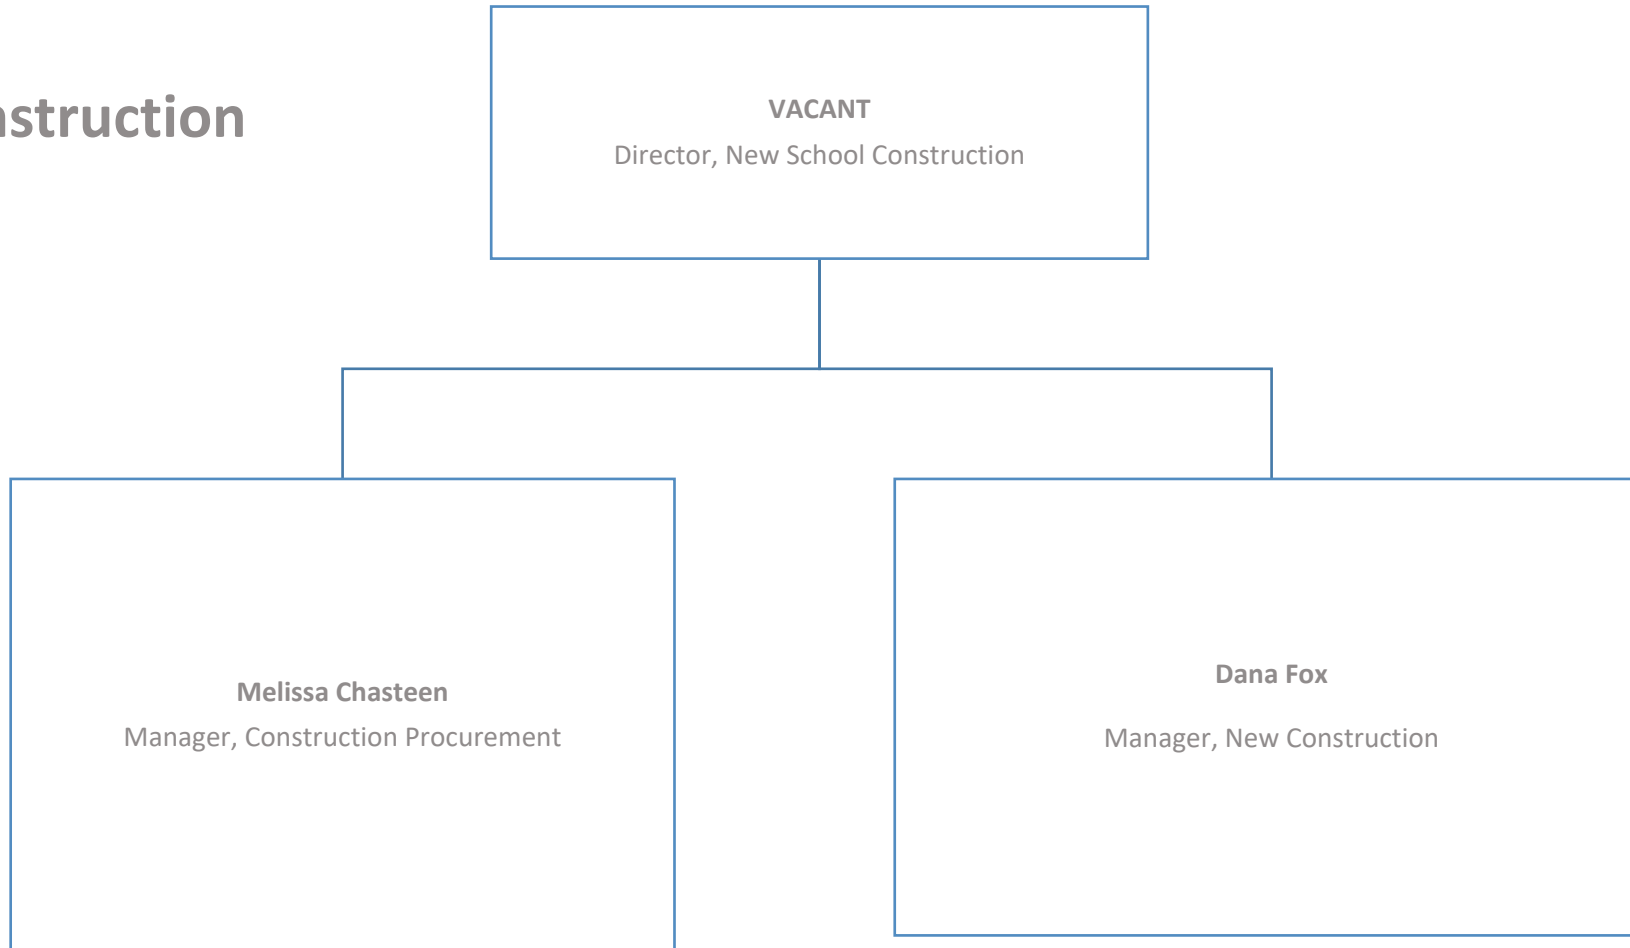 nstruction
VACANT
Director, New School Construction
Melissa Chasteen
Manager, Construction Procurement
Dana Fox
Manager, New Construction